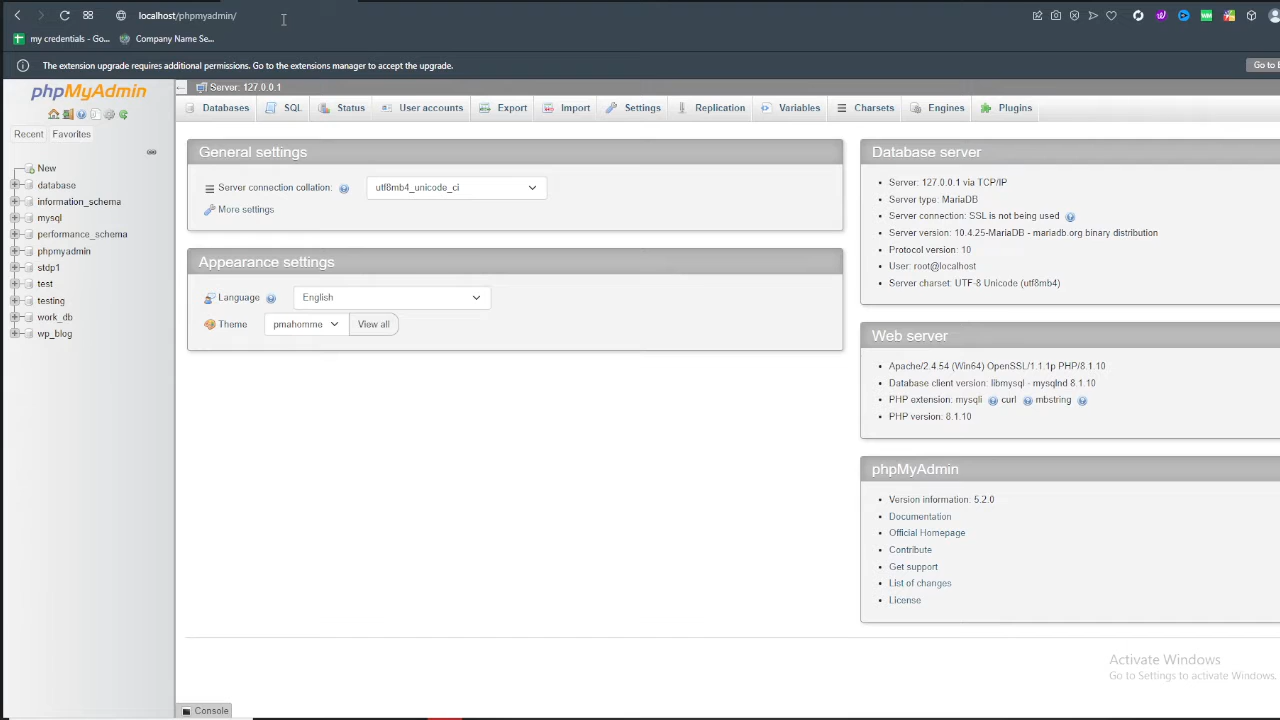 localhost/phpmyadmin/
my credentials - Go...
Company Name Se...
The extension upgrade requires additional permissions. Go to the extensions manager to accept the upgrade.
Go to
phpMyAdmin
Recent
Favorites
New
database
information_schema
mysql
performance_schema
phpmyadmin
stdp1
test
testing
work_db
wp_blog
Server: 127.0.0.1
Databases
SQL
Status
User accounts
Export
Import
Settings
Replication
Variables
Charsets
Engines
Plugins
General settings
Server connection collation:
utf8mb4_unicode_ci
More settings
Appearance settings
Language
English
Theme
pmahomme
View all
Database server
Server: 127.0.0.1 via TCP/IP
Server type: MariaDB
Server connection: SSL is not being used
Server version: 10.4.25-MariaDB - mariadb.org binary distribution
Protocol version: 10
User: root@localhost
Server charset: UTF-8 Unicode (utf8mb4)
Web server
Apache/2.4.54 (Win64) OpenSSL/1.1.1p PHP/8.1.10
Database client version: libmysql - mysqlnd 8.1.10
PHP extension: mysqli curl mbstring
PHP version: 8.1.10
phpMyAdmin
Version information: 5.2.0
Documentation
Official Homepage
Contribute
Get support
List of changes
License
Activate Windows
Go to Settings to activate Windows.
Console